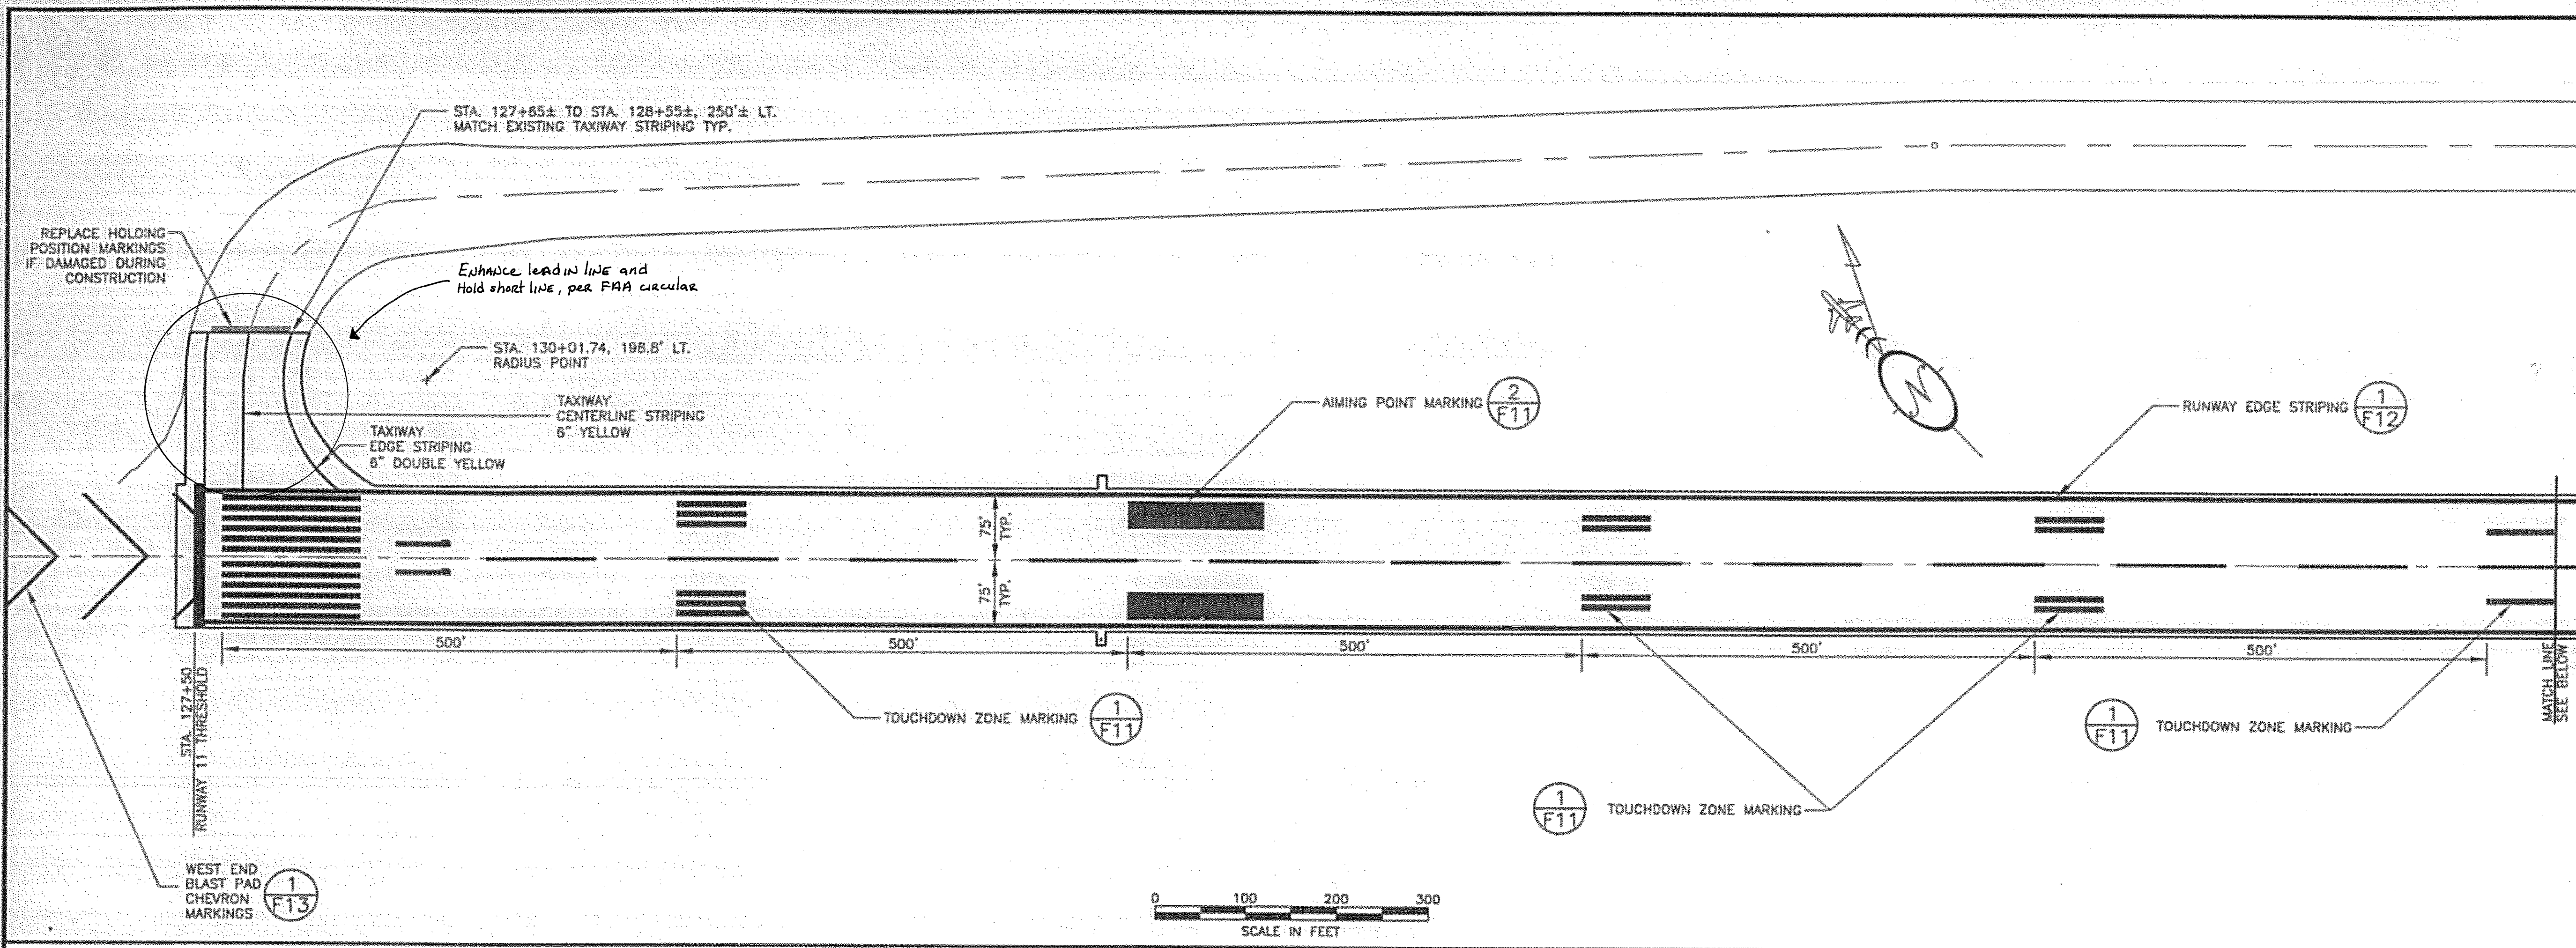 STA. 127+65± TO STA. 128+55±, 250'± LT.
MATCH EXISTING TAXIWAY STRIPING TYP.
REPLACE HOLDING
POSITION MARKINGS
IF DAMAGED DURING
CONSTRUCTION
Enhance lead in line and
Hold short line, per FAA circular
STA. 130+01.74, 198.8' LT.
RADIUS POINT
TAXIWAY
CENTERLINE STRIPING
6" YELLOW
TAXIWAY
EDGE STRIPING
6" DOUBLE YELLOW
AIMING POINT MARKING
2
F11
N
RUNWAY EDGE STRIPING
1
F12
75'
TYP.
75'
TYP.
500'
500'
500'
500'
500'
STA. 127+50
RUNWAY 11 THRESHOLD
MATCH LINE
SEE BELOW
TOUCHDOWN ZONE MARKING
1
F11
1
F11
TOUCHDOWN ZONE MARKING
1
F11
TOUCHDOWN ZONE MARKING
WEST END
BLAST PAD
CHEVRON
MARKINGS
1
F13
0 100 200 300
SCALE IN FEET